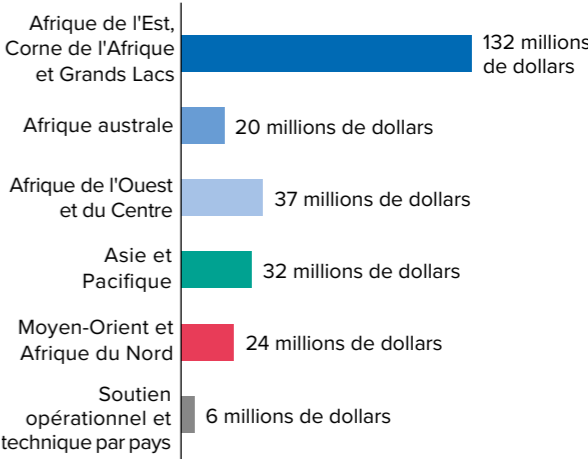 Afrique de l'Est,
Corne de l'Afrique
et Grands Lacs
132 millions
de dollars
Afrique australe
20 millions de dollars
Afrique de l'Ouest
et du Centre
37 millions de dollars
Asie et
Pacifique
32 millions de dollars
Moyen-Orient et
Afrique du Nord
24 millions de dollars
Soutien
opérationnel et
technique par pays
6 millions de dollars